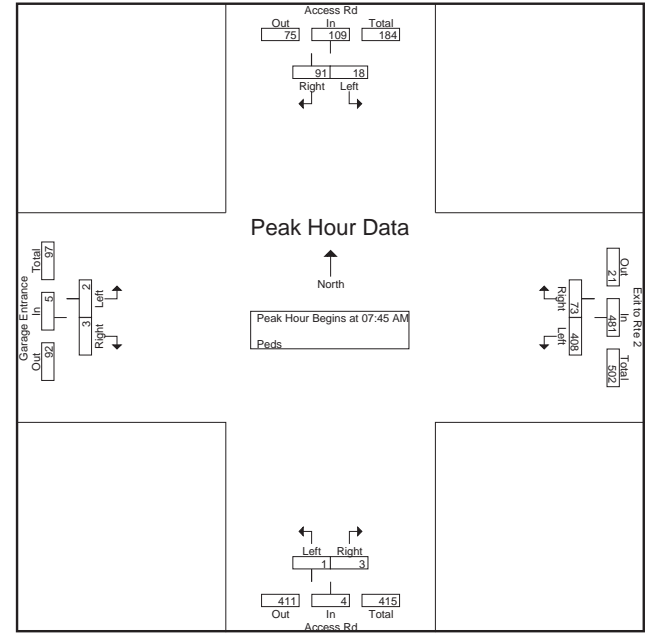 Access Rd
Out In Total
75 109 184
91 18
Right Left
Peak Hour Data
North
Peak Hour Begins at 07:45 AM
Peds
Garage Entrance
Out In Total
92 5 97
3 2
Right Left
Exit to Rte 2
Out In Total
21 481 502
73 408
Right Left
Left Right
1 3
411 4 415
Out In Total
Access Rd